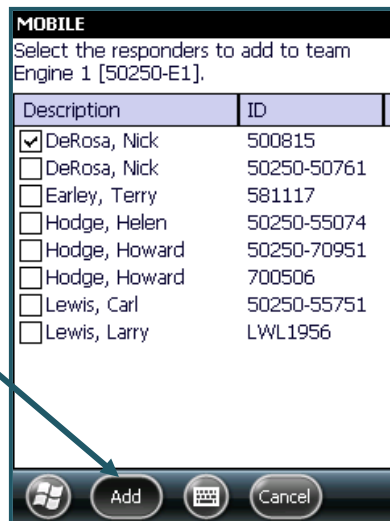 MOBILE
Select the responders to add to team
Engine 1 [50250-E1].
Description ID
DeRosa, Nick 500815
DeRosa, Nick 50250-50761
Earley, Terry 581117
Hodge, Helen 50250-55074
Hodge, Howard 50250-70951
Hodge, Howard 700506
Lewis, Carl 50250-55751
Lewis, Larry LWL1956
Add Cancel